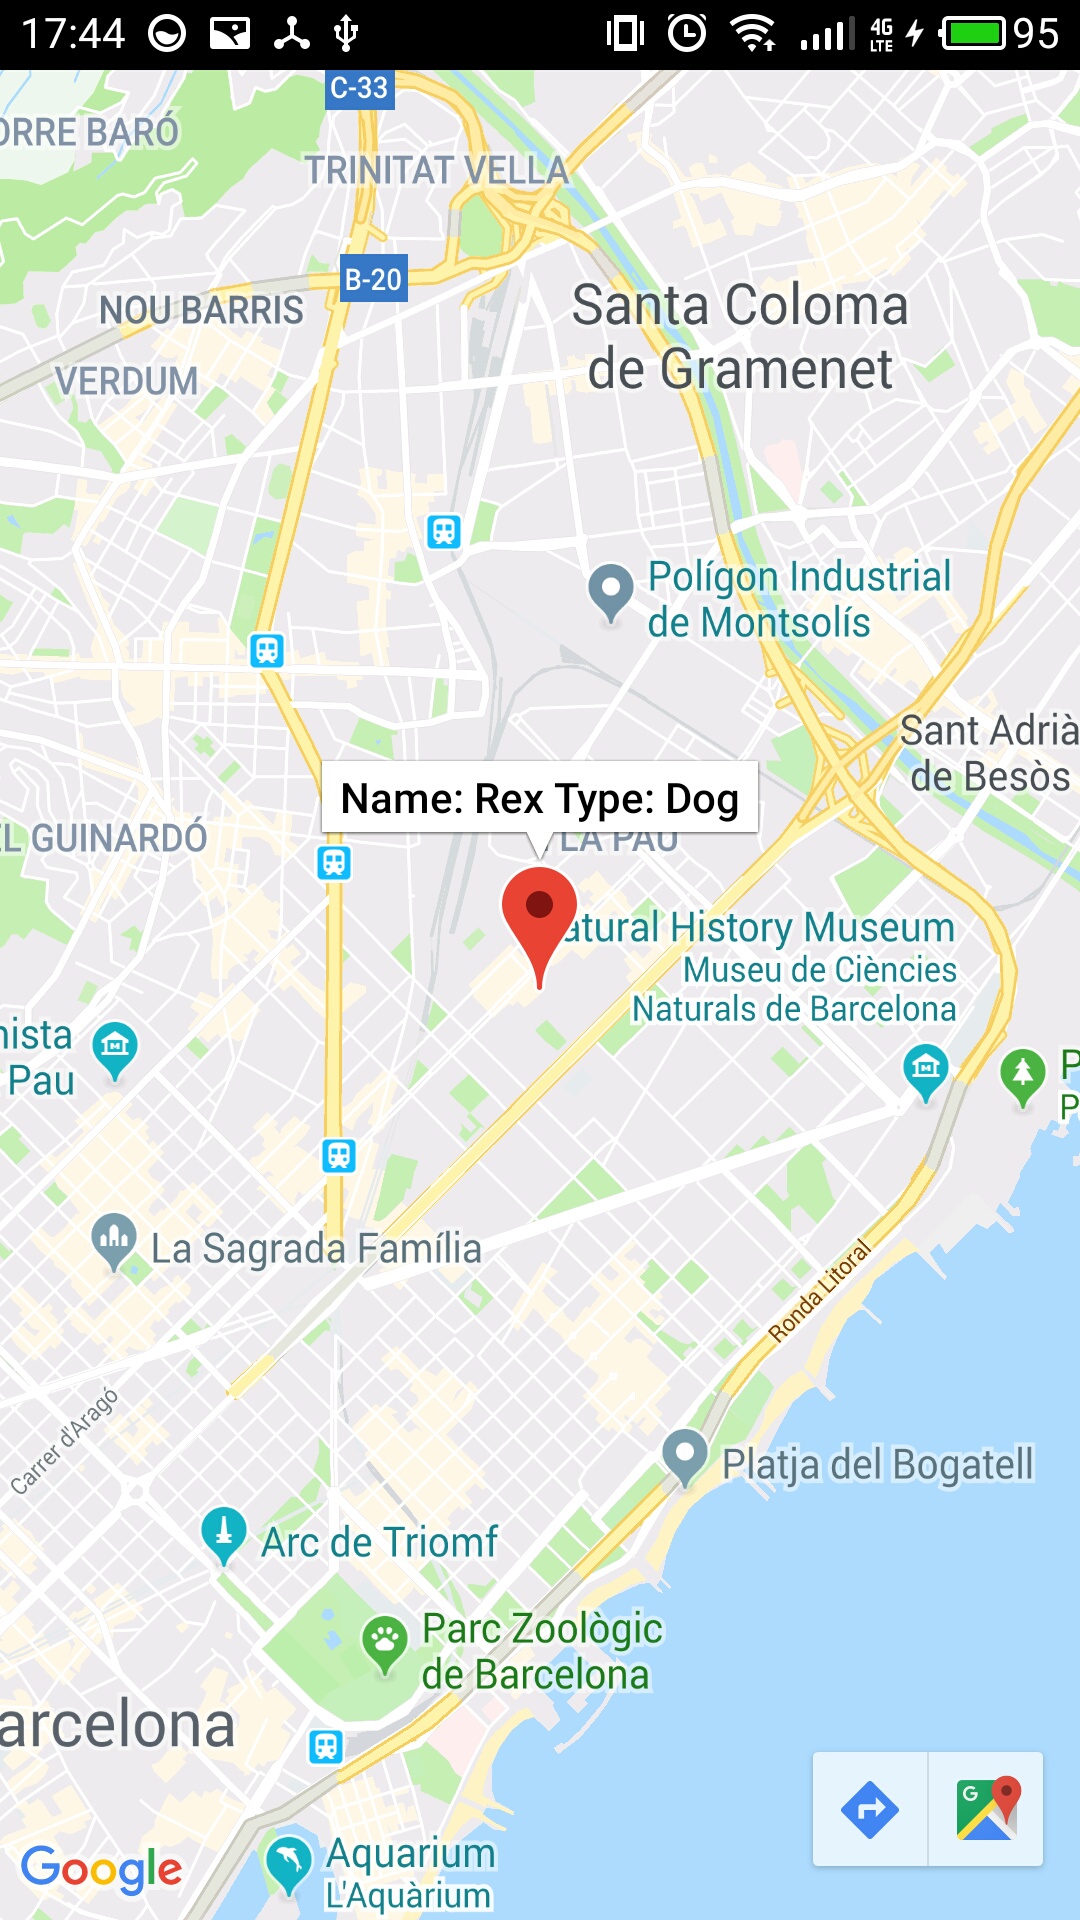 17:44
4G
LTE
95
C-33
ORRE BARÓ
TRINITAT VELLA
B-20
NOU BARRIS
Santa Coloma
de Gramenet
VERDUM
Polígon Industrial
de Montsolís
Sant Adrià
de Besòs
Name: Rex Type: Dog
EL GUINARDÓ
LA PAU
atural History Museum
Museu de Ciències
Naturals de Barcelona
nista
Pau
P
P
La Sagrada Família
Ronda Litoral
Carrer d'Aragó
Platja del Bogatell
Arc de Triomf
Parc Zoològic
de Barcelona
arcelona
G
Aquarium
L'Aquàrium
Google